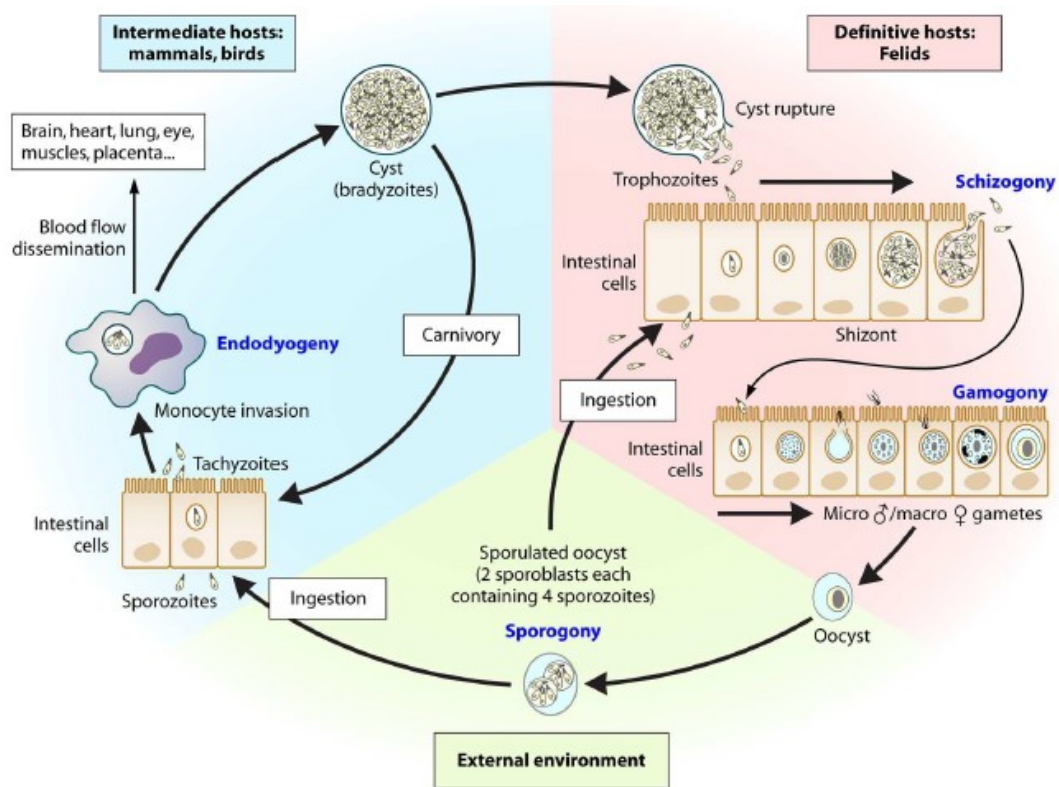 Intermediate hosts:
mammals, birds
Definitive hosts:
Felids
Brain, heart, lung, eye,
muscles, placenta...
Blood flow
dissemination
Cyst
(bradyzoites)
Cyst rupture
Trophozoites
Schizogony
Intestinal
cells
Shizont
Endodyogeny
Carnivory
Monocyte invasion
Ingestion
Gamogony
Tachyzoites
Intestinal
cells
Micro ♂/macro ♀ gametes
Intestinal
cells
Sporozoites
Ingestion
Sporulated oocyst
(2 sporoblasts each
containing 4 sporozoites)
Sporogony
Oocyst
External environment